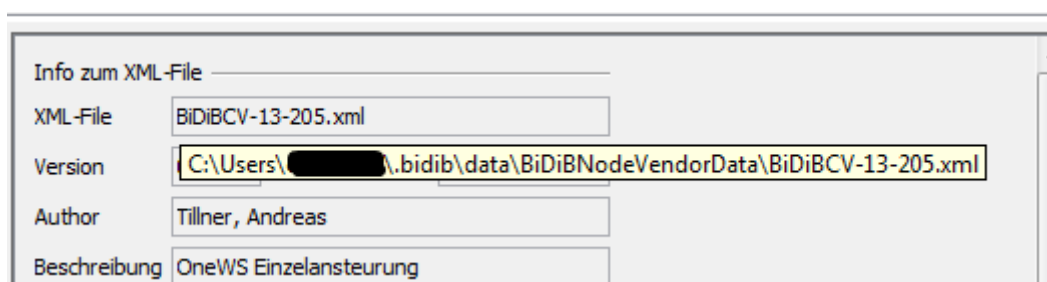 Info zum XML-File
XML-File BiDiBCV-13-205.xml
Version C:\Users\ \.bidib\data\BiDiBNodeVendorData\BiDiBCV-13-205.xml
Author Tillner, Andreas
Beschreibung OneWS Einzelansteurung